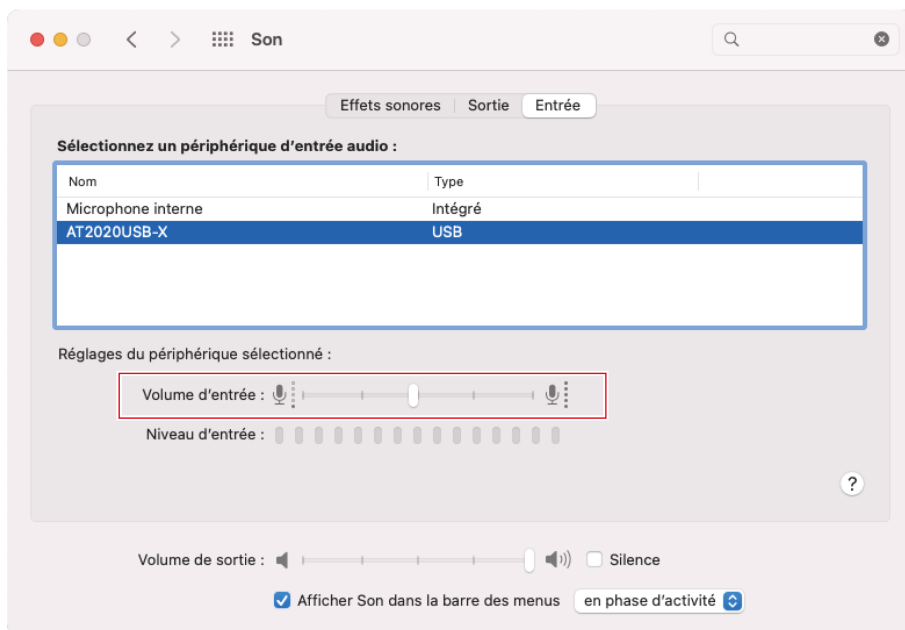 Son
Effets sonores Sortie Entrée
Sélectionnez un périphérique d'entrée audio :
Nom Type
Microphone interne Intégré
AT2020USB-X USB
Réglages du périphérique sélectionné :
Volume d'entrée :
Niveau d'entrée :
?
Volume de sortie : Silence
Afficher Son dans la barre des menus en phase d'activité